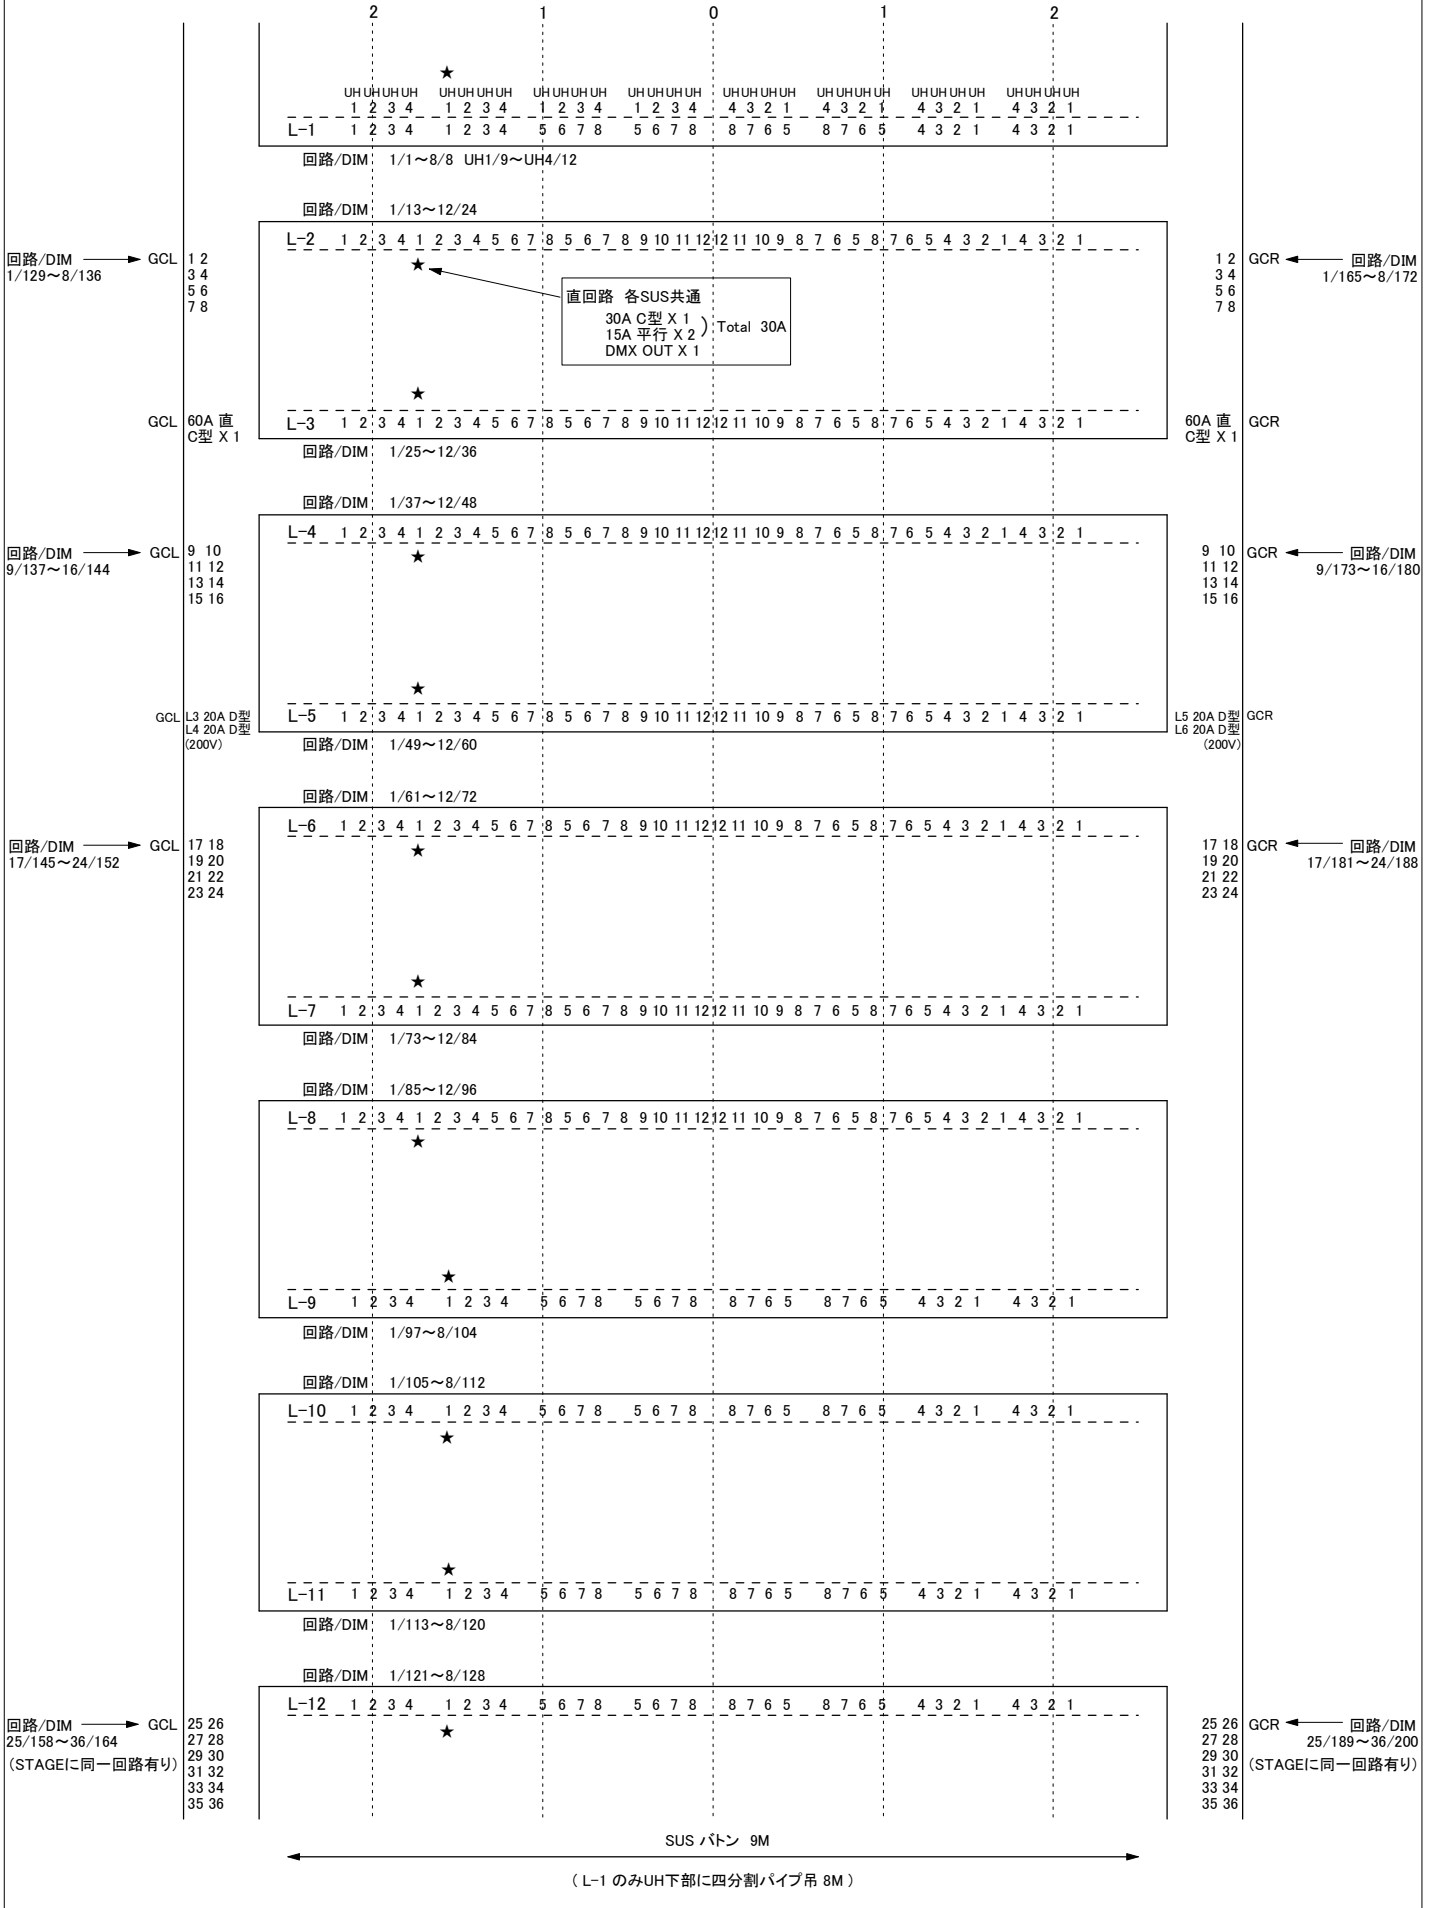 2 1 0 1 2
★
UH UH UH UH UH UH UH UH UH UH UH UH UH UH UH UH UH UH UH UH UH UH UH UH UH UH UH UH UH UH UH UH
1 2 3 4 1 2 3 4 1 2 3 4 1 2 3 4 4 3 2 1 4 3 2 1 4 3 2 1 4 3 2 1
L-1 1 2 3 4 1 2 3 4 5 6 7 8 5 6 7 8 8 7 6 5 8 7 6 5 4 3 2 1 4 3 2 1
回路/DIM 1/1～8/8 UH1/9～UH4/12
回路/DIM 1/13～12/24
L-2 1 2 3 4 1 2 3 4 5 6 7 8 5 6 7 8 9 10 11 12 12 11 10 9 8 7 6 5 8 7 6 5 4 3 2 1 4 3 2 1
回路/DIM GCL 1 2
1/129～8/136 3 4
5 6
7 8
★
直回路 各SUS共通
30A C型 X 1
15A 平行 X 2 ) Total 30A
DMX OUT X 1
1 2 GCR 回路/DIM
3 4 1/165～8/172
5 6
7 8
★
GCL 60A 直
C型 X 1
L-3 1 2 3 4 1 2 3 4 5 6 7 8 5 6 7 8 9 10 11 12 12 11 10 9 8 7 6 5 8 7 6 5 4 3 2 1 4 3 2 1
60A 直 GCR
C型 X 1
回路/DIM 1/25～12/36
回路/DIM 1/37～12/48
L-4 1 2 3 4 1 2 3 4 5 6 7 8 5 6 7 8 9 10 11 12 12 11 10 9 8 7 6 5 8 7 6 5 4 3 2 1 4 3 2 1
回路/DIM GCL 9 10
9/137～16/144 11 12
13 14
15 16
★
9 10 GCR 回路/DIM
11 12 9/173～16/180
13 14
15 16
★
GCL L3 20A D型
L4 20A D型
(200V)
L-5 1 2 3 4 1 2 3 4 5 6 7 8 5 6 7 8 9 10 11 12 12 11 10 9 8 7 6 5 8 7 6 5 4 3 2 1 4 3 2 1
L5 20A D型 GCR
L6 20A D型
(200V)
回路/DIM 1/49～12/60
回路/DIM 1/61～12/72
L-6 1 2 3 4 1 2 3 4 5 6 7 8 5 6 7 8 9 10 11 12 12 11 10 9 8 7 6 5 8 7 6 5 4 3 2 1 4 3 2 1
回路/DIM GCL 17 18
17/145～24/152 19 20
21 22
23 24
★
17 18 GCR 回路/DIM
19 20 17/181～24/188
21 22
23 24
★
L-7 1 2 3 4 1 2 3 4 5 6 7 8 5 6 7 8 9 10 11 12 12 11 10 9 8 7 6 5 8 7 6 5 4 3 2 1 4 3 2 1
回路/DIM 1/73～12/84
回路/DIM 1/85～12/96
L-8 1 2 3 4 1 2 3 4 5 6 7 8 5 6 7 8 9 10 11 12 12 11 10 9 8 7 6 5 8 7 6 5 4 3 2 1 4 3 2 1
★
★
L-9 1 2 3 4 1 2 3 4 5 6 7 8 5 6 7 8 8 7 6 5 8 7 6 5 4 3 2 1 4 3 2 1
回路/DIM 1/97～8/104
回路/DIM 1/105～8/112
L-10 1 2 3 4 1 2 3 4 5 6 7 8 5 6 7 8 8 7 6 5 8 7 6 5 4 3 2 1 4 3 2 1
★
★
L-11 1 2 3 4 1 2 3 4 5 6 7 8 5 6 7 8 8 7 6 5 8 7 6 5 4 3 2 1 4 3 2 1
回路/DIM 1/113～8/120
回路/DIM 1/121～8/128
L-12 1 2 3 4 1 2 3 4 5 6 7 8 5 6 7 8 8 7 6 5 8 7 6 5 4 3 2 1 4 3 2 1
回路/DIM GCL 25 26
25/158～36/164 27 28
(STAGEに同一回路有り) 29 30
31 32
33 34
35 36
★
25 26 GCR 回路/DIM
27 28 25/189～36/200
29 30 (STAGEに同一回路有り)
31 32
33 34
35 36
SUS バトン 9M
( L-1 のみUH下部に四分割パイプ吊 8M )